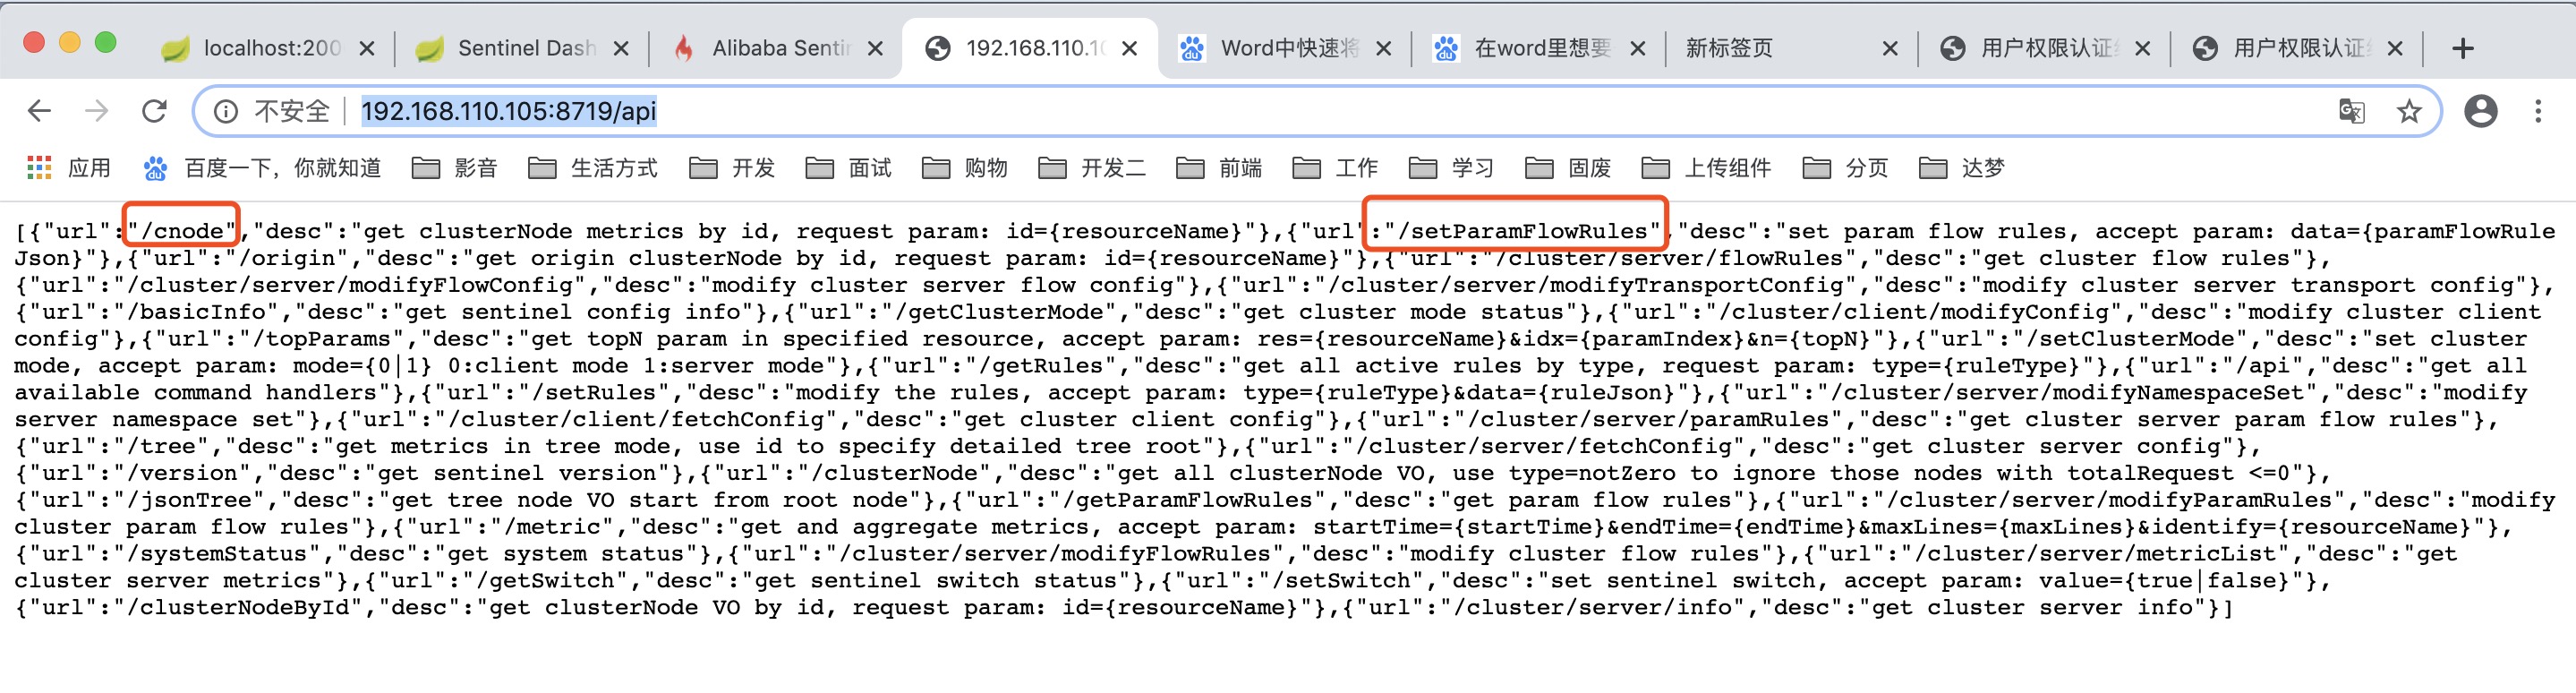 localhost:200
Sentinel Dash
Alibaba Senti
192.168.110.10
Word中快速将
在word里想要
新标签页
用户权限认证
用户权限认证
不安全
192.168.110.105:8719/api
应用
du
百度一下，你就知道
影音
生活方式
开发
面试
购物
开发二
前端
工作
学习
固废
上传组件
分页
达梦
[{"url":"/cnode","desc":"get clusterNode metrics by id, request param: id={resourceName}"},{"url":"/setParamFlowRules","desc":"set param flow rules, accept param: data={paramFlowRule
Json}"},{"url":"/origin","desc":"get origin clusterNode by id, request param: id={resourceName}"},{"url":"/cluster/server/flowRules","desc":"get cluster flow rules"},
{"url":"/cluster/server/modifyFlowConfig","desc":"modify cluster server flow config"},{"url":"/cluster/server/modifyTransportConfig","desc":"modify cluster server transport config"},
{"url":"/basicInfo","desc":"get sentinel config info"},{"url":"/getClusterMode","desc":"get cluster mode status"},{"url":"/cluster/client/modifyConfig","desc":"modify cluster client
config"},{"url":"/topParams","desc":"get topN param in specified resource, accept param: res={resourceName}&idx={paramIndex}&n={topN}"},{"url":"/setClusterMode","desc":"set cluster
mode, accept param: mode={0|1} 0:client mode 1:server mode"},{"url":"/getRules","desc":"get all active rules by type, request param: type={ruleType}"},{"url":"/api","desc":"get all
available command handlers"},{"url":"/setRules","desc":"modify the rules, accept param: type={ruleType}&data={ruleJson}"},{"url":"/cluster/server/modifyNamespaceSet","desc":"modify
server namespace set"},{"url":"/cluster/client/fetchConfig","desc":"get cluster client config"},{"url":"/cluster/server/paramRules","desc":"get cluster server param flow rules"},
{"url":"/tree","desc":"get metrics in tree mode, use id to specify detailed tree root"},{"url":"/cluster/server/fetchConfig","desc":"get cluster server config"},
{"url":"/version","desc":"get sentinel version"},{"url":"/clusterNode","desc":"get all clusterNode VO, use type=notZero to ignore those nodes with totalRequest <=0"},
{"url":"/jsonTree","desc":"get tree node VO start from root node"},{"url":"/getParamFlowRules","desc":"get param flow rules"},{"url":"/cluster/server/modifyParamRules","desc":"modify
cluster param flow rules"},{"url":"/metric","desc":"get and aggregate metrics, accept param: startTime={startTime}&endTime={endTime}&maxLines={maxLines}&identify={resourceName}"},
{"url":"/systemStatus","desc":"get system status"},{"url":"/cluster/server/modifyFlowRules","desc":"modify cluster flow rules"},{"url":"/cluster/server/metricList","desc":"get
cluster server metrics"},{"url":"/getSwitch","desc":"get sentinel switch status"},{"url":"/setSwitch","desc":"set sentinel switch, accept param: value={true|false}"},
{"url":"/clusterNodeById","desc":"get clusterNode VO by id, request param: id={resourceName}"},{"url":"/cluster/server/info","desc":"get cluster server info"}]